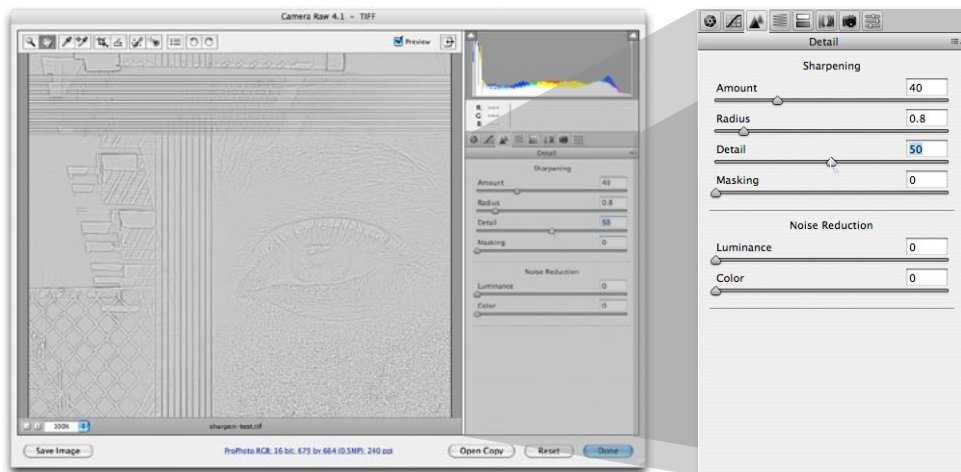 Camera Raw 4.1 – TIFF
Preview
R: ---
G: ---
B: ---
Detail
Sharpening
Amount 40
Radius 0.8
Detail 50
Masking 0
Noise Reduction
Luminance 0
Color 0
sharpen-test.tif
Save Image
ProPhoto RGB; 16 bit; 675 by 664 (0.5MP); 240 ppi
Open Copy
Reset
Done
Detail
Sharpening
Amount 40
Radius 0.8
Detail 50
Masking 0
Noise Reduction
Luminance 0
Color 0